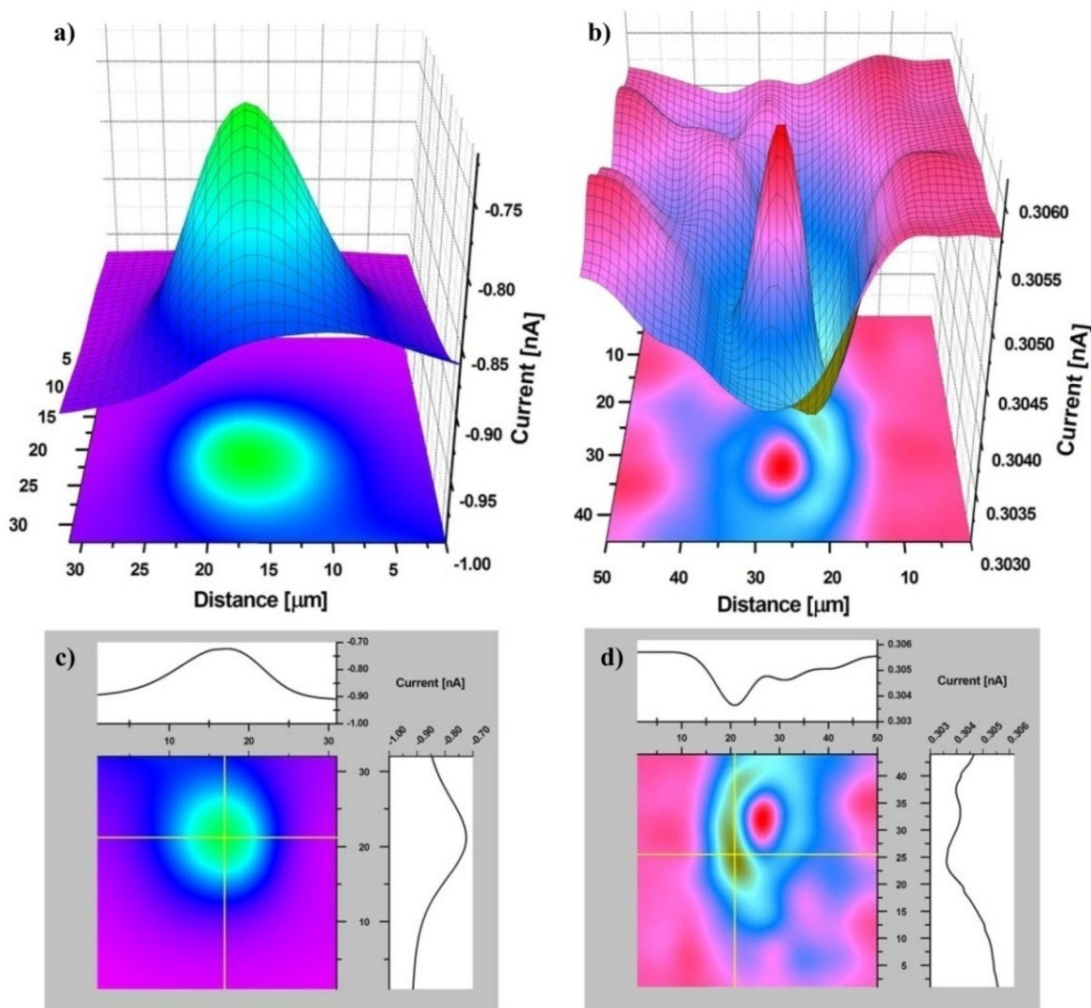 a)
-0.75
-0.80
-0.85
-0.90
-0.95
-1.00
Current [nA]
5
10
15
20
25
30
30 25 20 15 10 5
Distance [μm]
b)
0.3060
0.3055
0.3050
0.3045
0.3040
0.3035
0.3030
Current [nA]
10
20
30
40
50 40 30 20 10
Distance [μm]
c)
-0.70
-0.80
-0.90
-1.00
Current [nA]
10 20 30
-1.00 -0.90 -0.80 -0.70
30
20
10
d)
0.306
0.305
0.304
0.303
Current [nA]
10 20 30 40 50
0.303 0.304 0.305 0.306
40
35
30
25
20
15
10
5